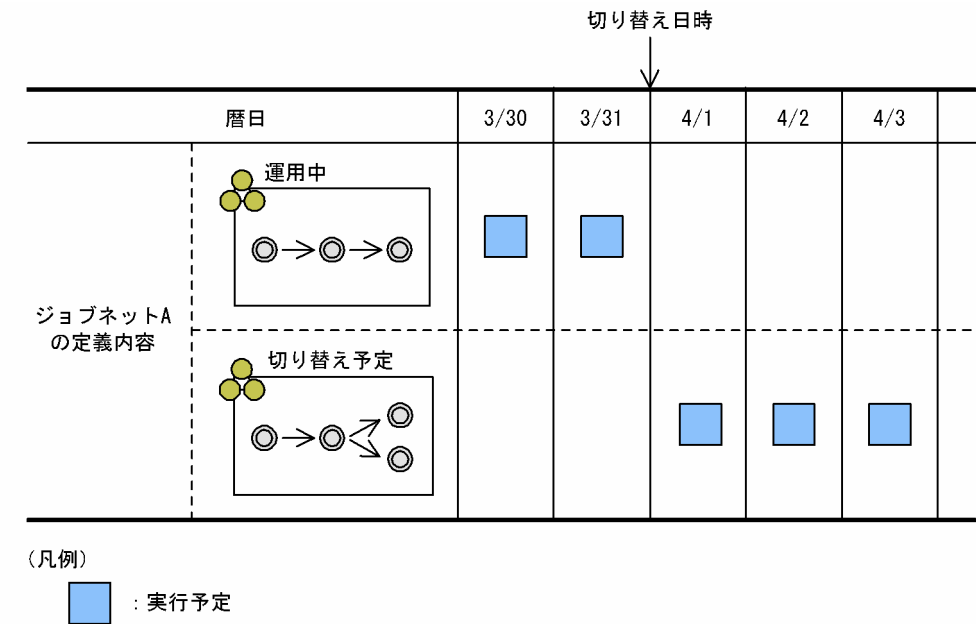 切り替え日時
暦日
3/30
3/31
4/1
4/2
4/3
運用中
ジョブネットA
の定義内容
切り替え予定
(凡例)
：実行予定